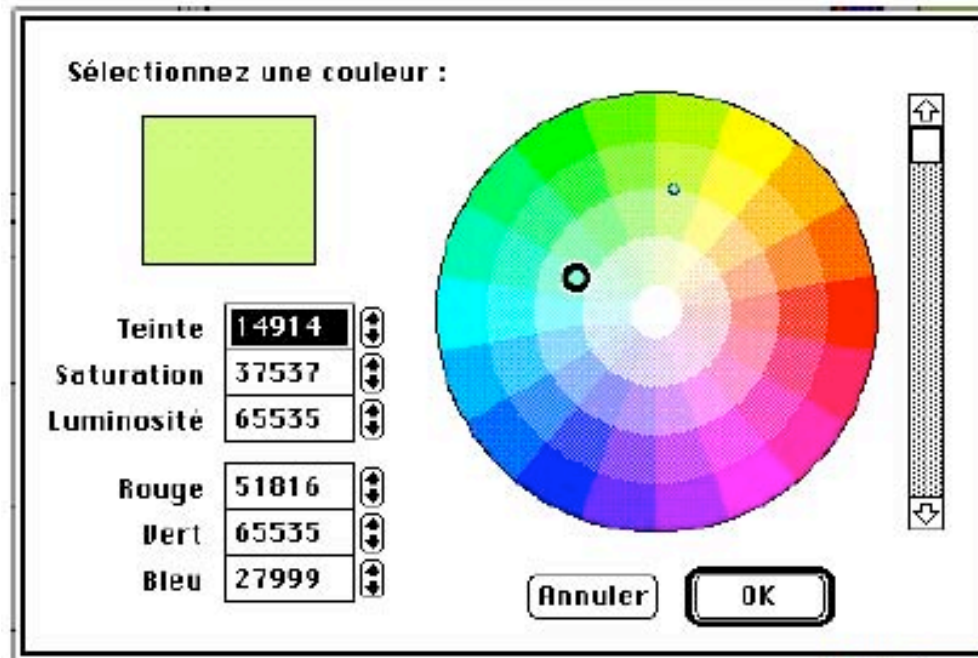 Sélectionnez une couleur :
Teinte 14914
Saturation 37537
Luminosité 65535
Rouge 51816
Vert 65535
Bleu 27999
Annuler OK